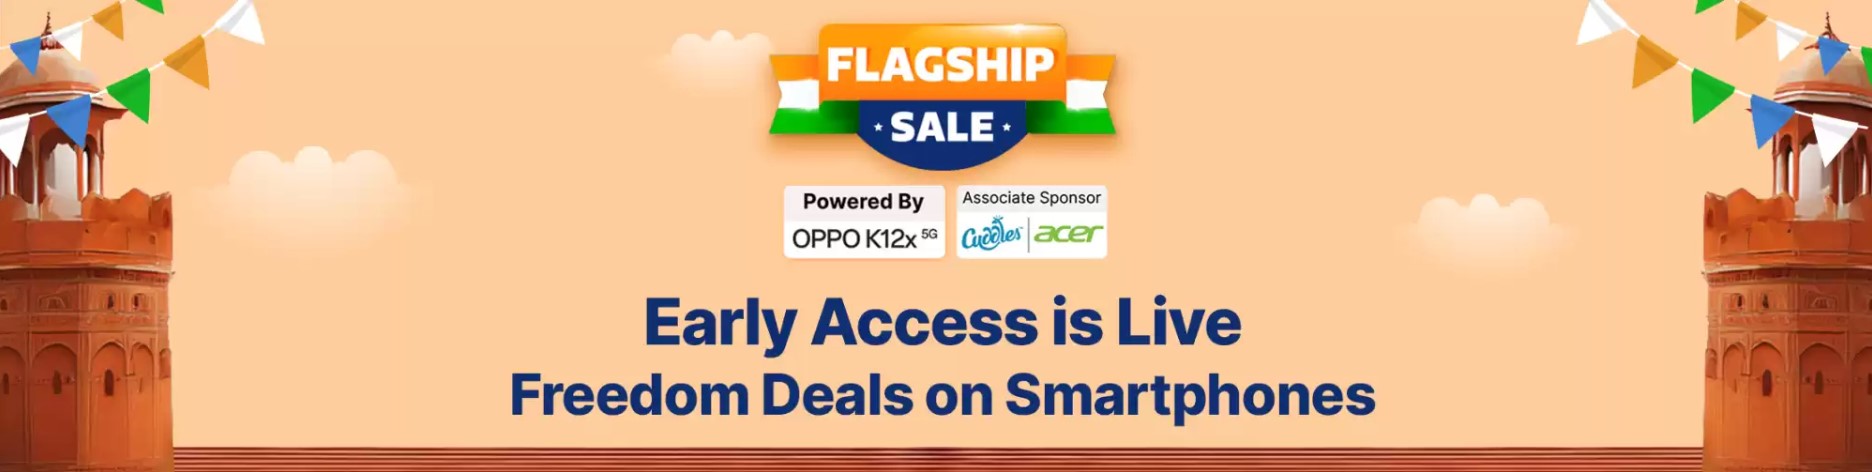 FLAGSHIP
SALE
Powered By
OPPO K12x 5G
Associate Sponsor
Cuddles acer
Early Access is Live
Freedom Deals on Smartphones